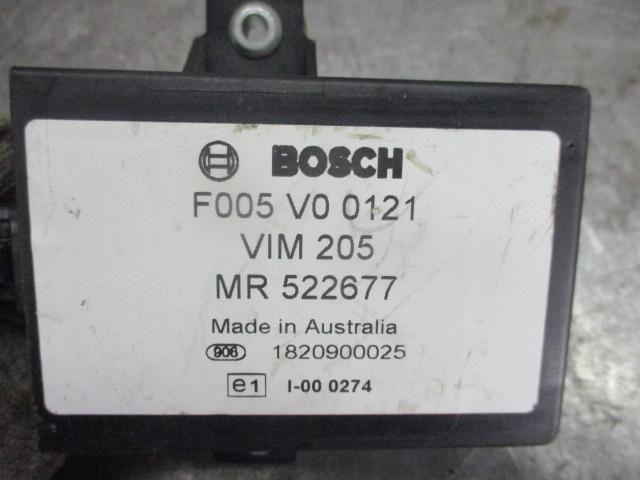 BOSCH
F005 V0 0121
VIM 205
MR 522677
Made in Australia
906 1820900025
e1 I-00 0274